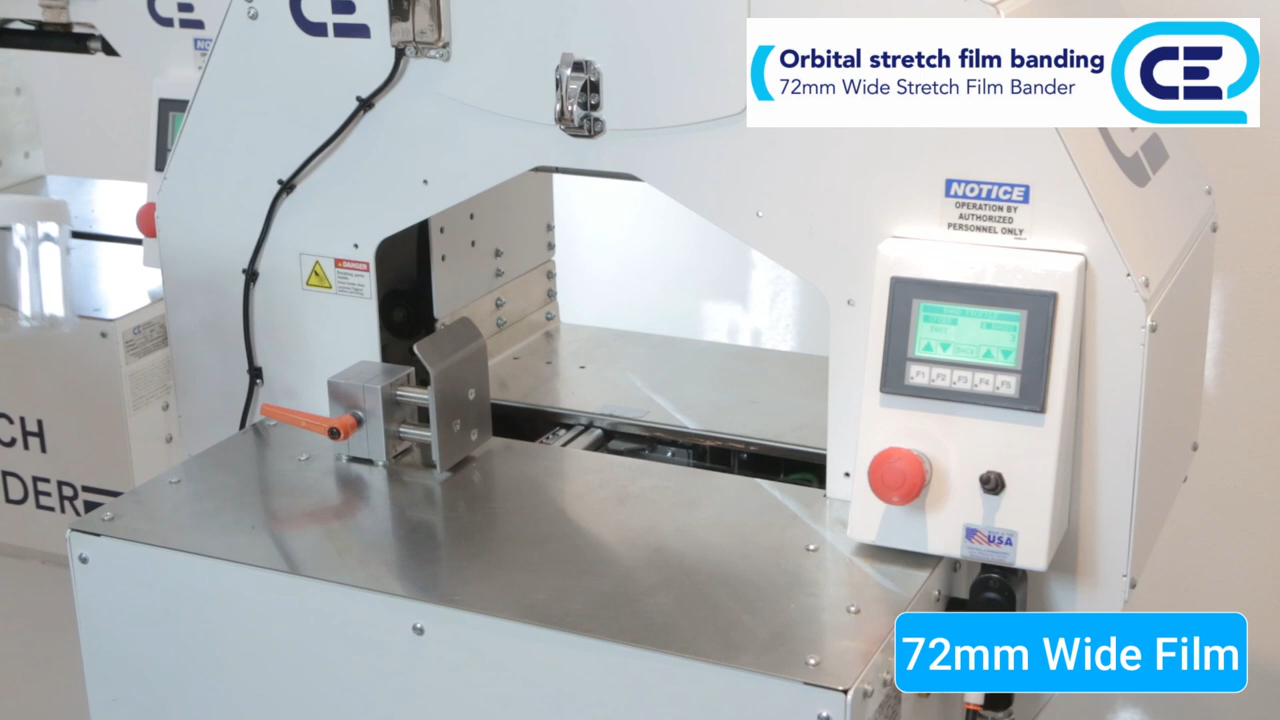 CE
CE
NO
Orbital stretch film banding
72mm Wide Stretch Film Bander
CE
NOTICE
OPERATION BY
AUTHORIZED
PERSONNEL ONLY
DANGER
F1 F2 F3 F4 F5
CH
DER
USA
72mm Wide Film